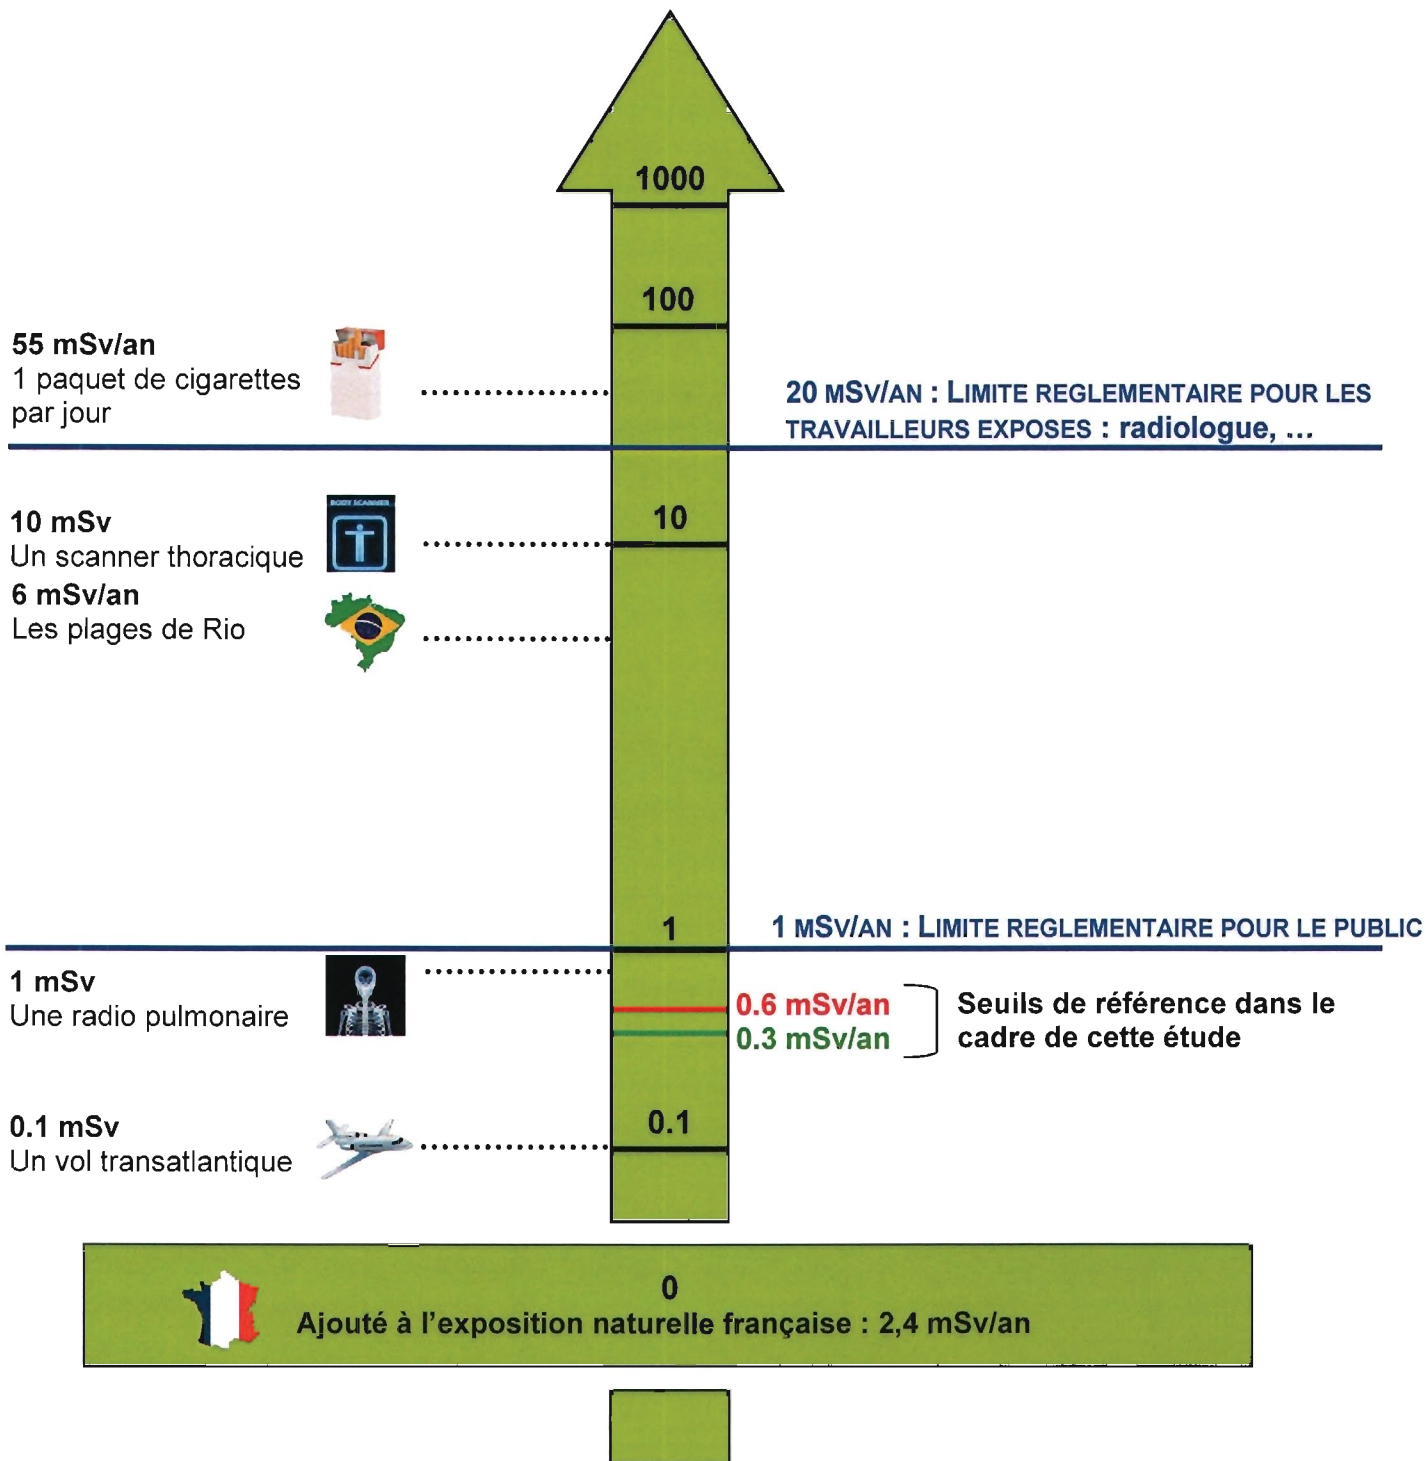 1000
100
55 mSv/an
1 paquet de cigarettes
par jour
20 MSV/AN : LIMITE REGLEMENTAIRE POUR LES
TRAVAILLEURS EXPOSES : radiologue, ...
BODY SCANNER
10 mSv
Un scanner thoracique
10
6 mSv/an
Les plages de Rio
1
1 MSV/AN : LIMITE REGLEMENTAIRE POUR LE PUBLIC
1 mSv
Une radio pulmonaire
0.6 mSv/an
0.3 mSv/an
Seuils de référence dans le
cadre de cette étude
0.1 mSv
Un vol transatlantique
0.1
0
Ajouté à l'exposition naturelle française : 2,4 mSv/an